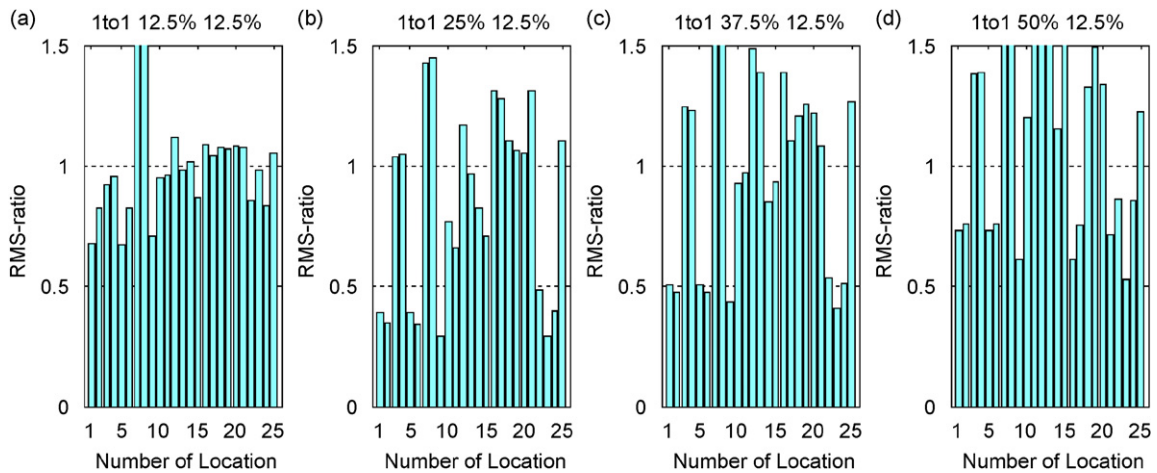 (a)
1to1 12.5% 12.5%
1.5
1
0.5
0
RMS-ratio
1 5 10 15 20 25
Number of Location
(b)
1to1 25% 12.5%
1.5
1
0.5
0
RMS-ratio
1 5 10 15 20 25
Number of Location
(c)
1to1 37.5% 12.5%
1.5
1
0.5
0
RMS-ratio
1 5 10 15 20 25
Number of Location
(d)
1to1 50% 12.5%
1.5
1
0.5
0
RMS-ratio
1 5 10 15 20 25
Number of Location